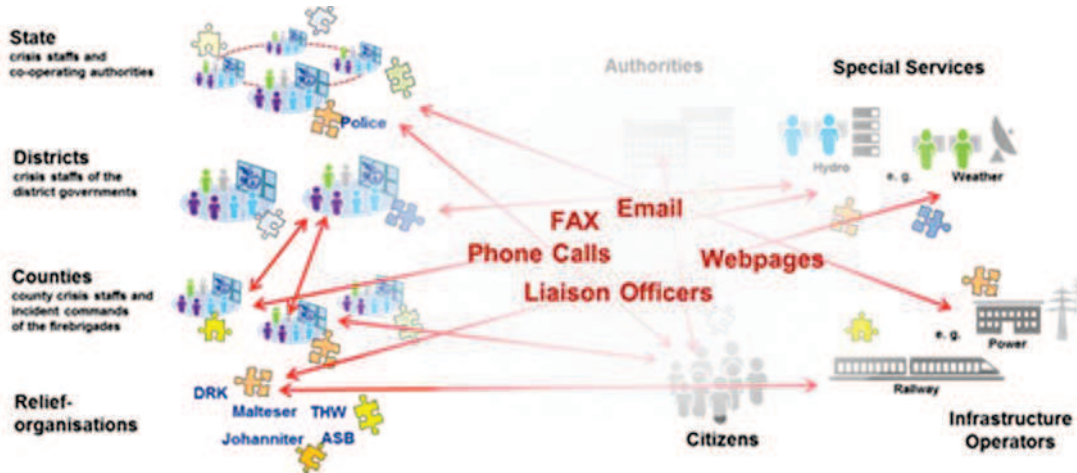 State
crisis staffs and
co-operating authorities
Police
Authorities
Special Services
Hydro
e. g.
Weather
Districts
crisis staffs of the
district governments
FAX
Email
Phone Calls
Webpages
Liaison Officers
Counties
county crisis staffs and
incident commands
of the firebrigades
e. g.
Power
Railway
Relief-
organisations
DRK
Malteser THW
Johanniter ASB
Citizens
Infrastructure
Operators